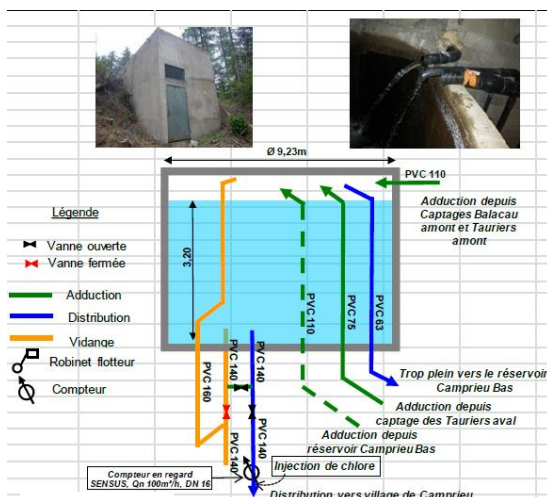 Ø 9,23m
PVC 110
Adduction depuis
Captages Balacau
amont et Tauriers
amont
Légende
Vanne ouverte
Vanne fermée
Adduction
Distribution
Vidange
Robinet flotteur
Compteur
3,20
PVC 110
PVC 75
PVC 63
PVC 160
PVC 140
PVC 140
PVC 140
PVC 140
Trop plein vers le réservoir
Camprieu Bas
Adduction depuis
captage des Tauriers aval
Adduction depuis
réservoir Camprieu Bas
Injection de chlore
Compteur en regard
SENSUS, Qn 100m³/h, DN 16
Distribution vers village de Camprieu